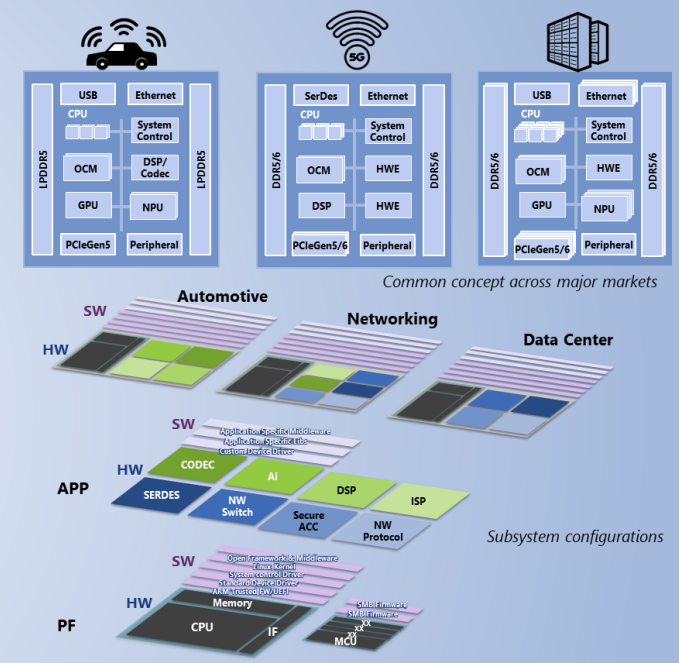 5G
USB
Ethernet
CPU
System
Control
OCM
DSP/
Codec
GPU
NPU
PCIeGen5
Peripheral
LPDDR5
LPDDR5
SerDes
Ethernet
CPU
System
Control
OCM
HWE
DSP
HWE
PCIeGen5/6
Peripheral
DDR5/6
DDR5/6
USB
Ethernet
CPU
System
Control
OCM
HWE
GPU
NPU
PCIeGen5/6
Peripheral
DDR5/6
DDR5/6
Common concept across major markets
Automotive
SW
HW
Networking
Data Center
SW
Application Specific Middleware
Application Specific Libs
Custom Device Driver
HW
APP
CODEC
AI
DSP
ISP
SERDES
NW
Switch
Secure
ACC
NW
Protocol
Subsystem configurations
SW
Open Framework & Middleware
Linux Kernel
System control Driver
Standard Device Driver
ARM Trusted FW/UEFI
HW
PF
Memory
CPU
IF
SMB Firmware
SMB Firmware
XX
XX
XX
MCU